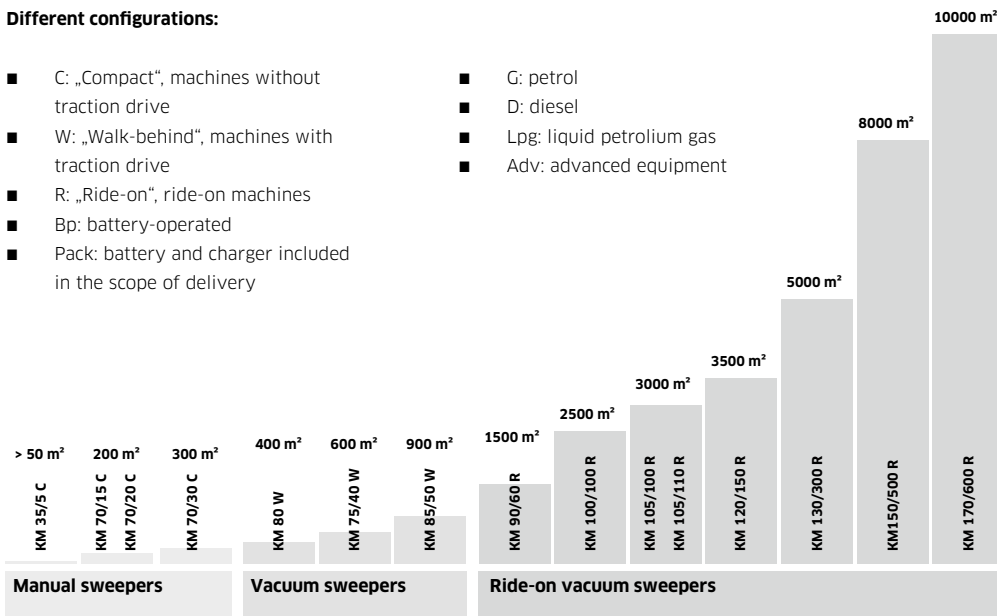 Different configurations:
■ C: „Compact“, machines without
traction drive
■ W: „Walk-behind“, machines with
traction drive
■ R: „Ride-on“, ride-on machines
■ Bp: battery-operated
■ Pack: battery and charger included
in the scope of delivery
■ G: petrol
■ D: diesel
■ Lpg: liquid petrolium gas
■ Adv: advanced equipment
> 50 m²
200 m²
300 m²
400 m²
600 m²
900 m²
1500 m²
2500 m²
3000 m²
3500 m²
5000 m²
8000 m²
10000 m²
KM 35/5 C
KM 70/15 C
KM 70/20 C
KM 70/30 C
KM 80 W
KM 75/40 W
KM 85/50 W
KM 90/60 R
KM 100/100 R
KM 105/100 R
KM 105/110 R
KM 120/150 R
KM 130/300 R
KM150/500 R
KM 170/600 R
Manual sweepers
Vacuum sweepers
Ride-on vacuum sweepers